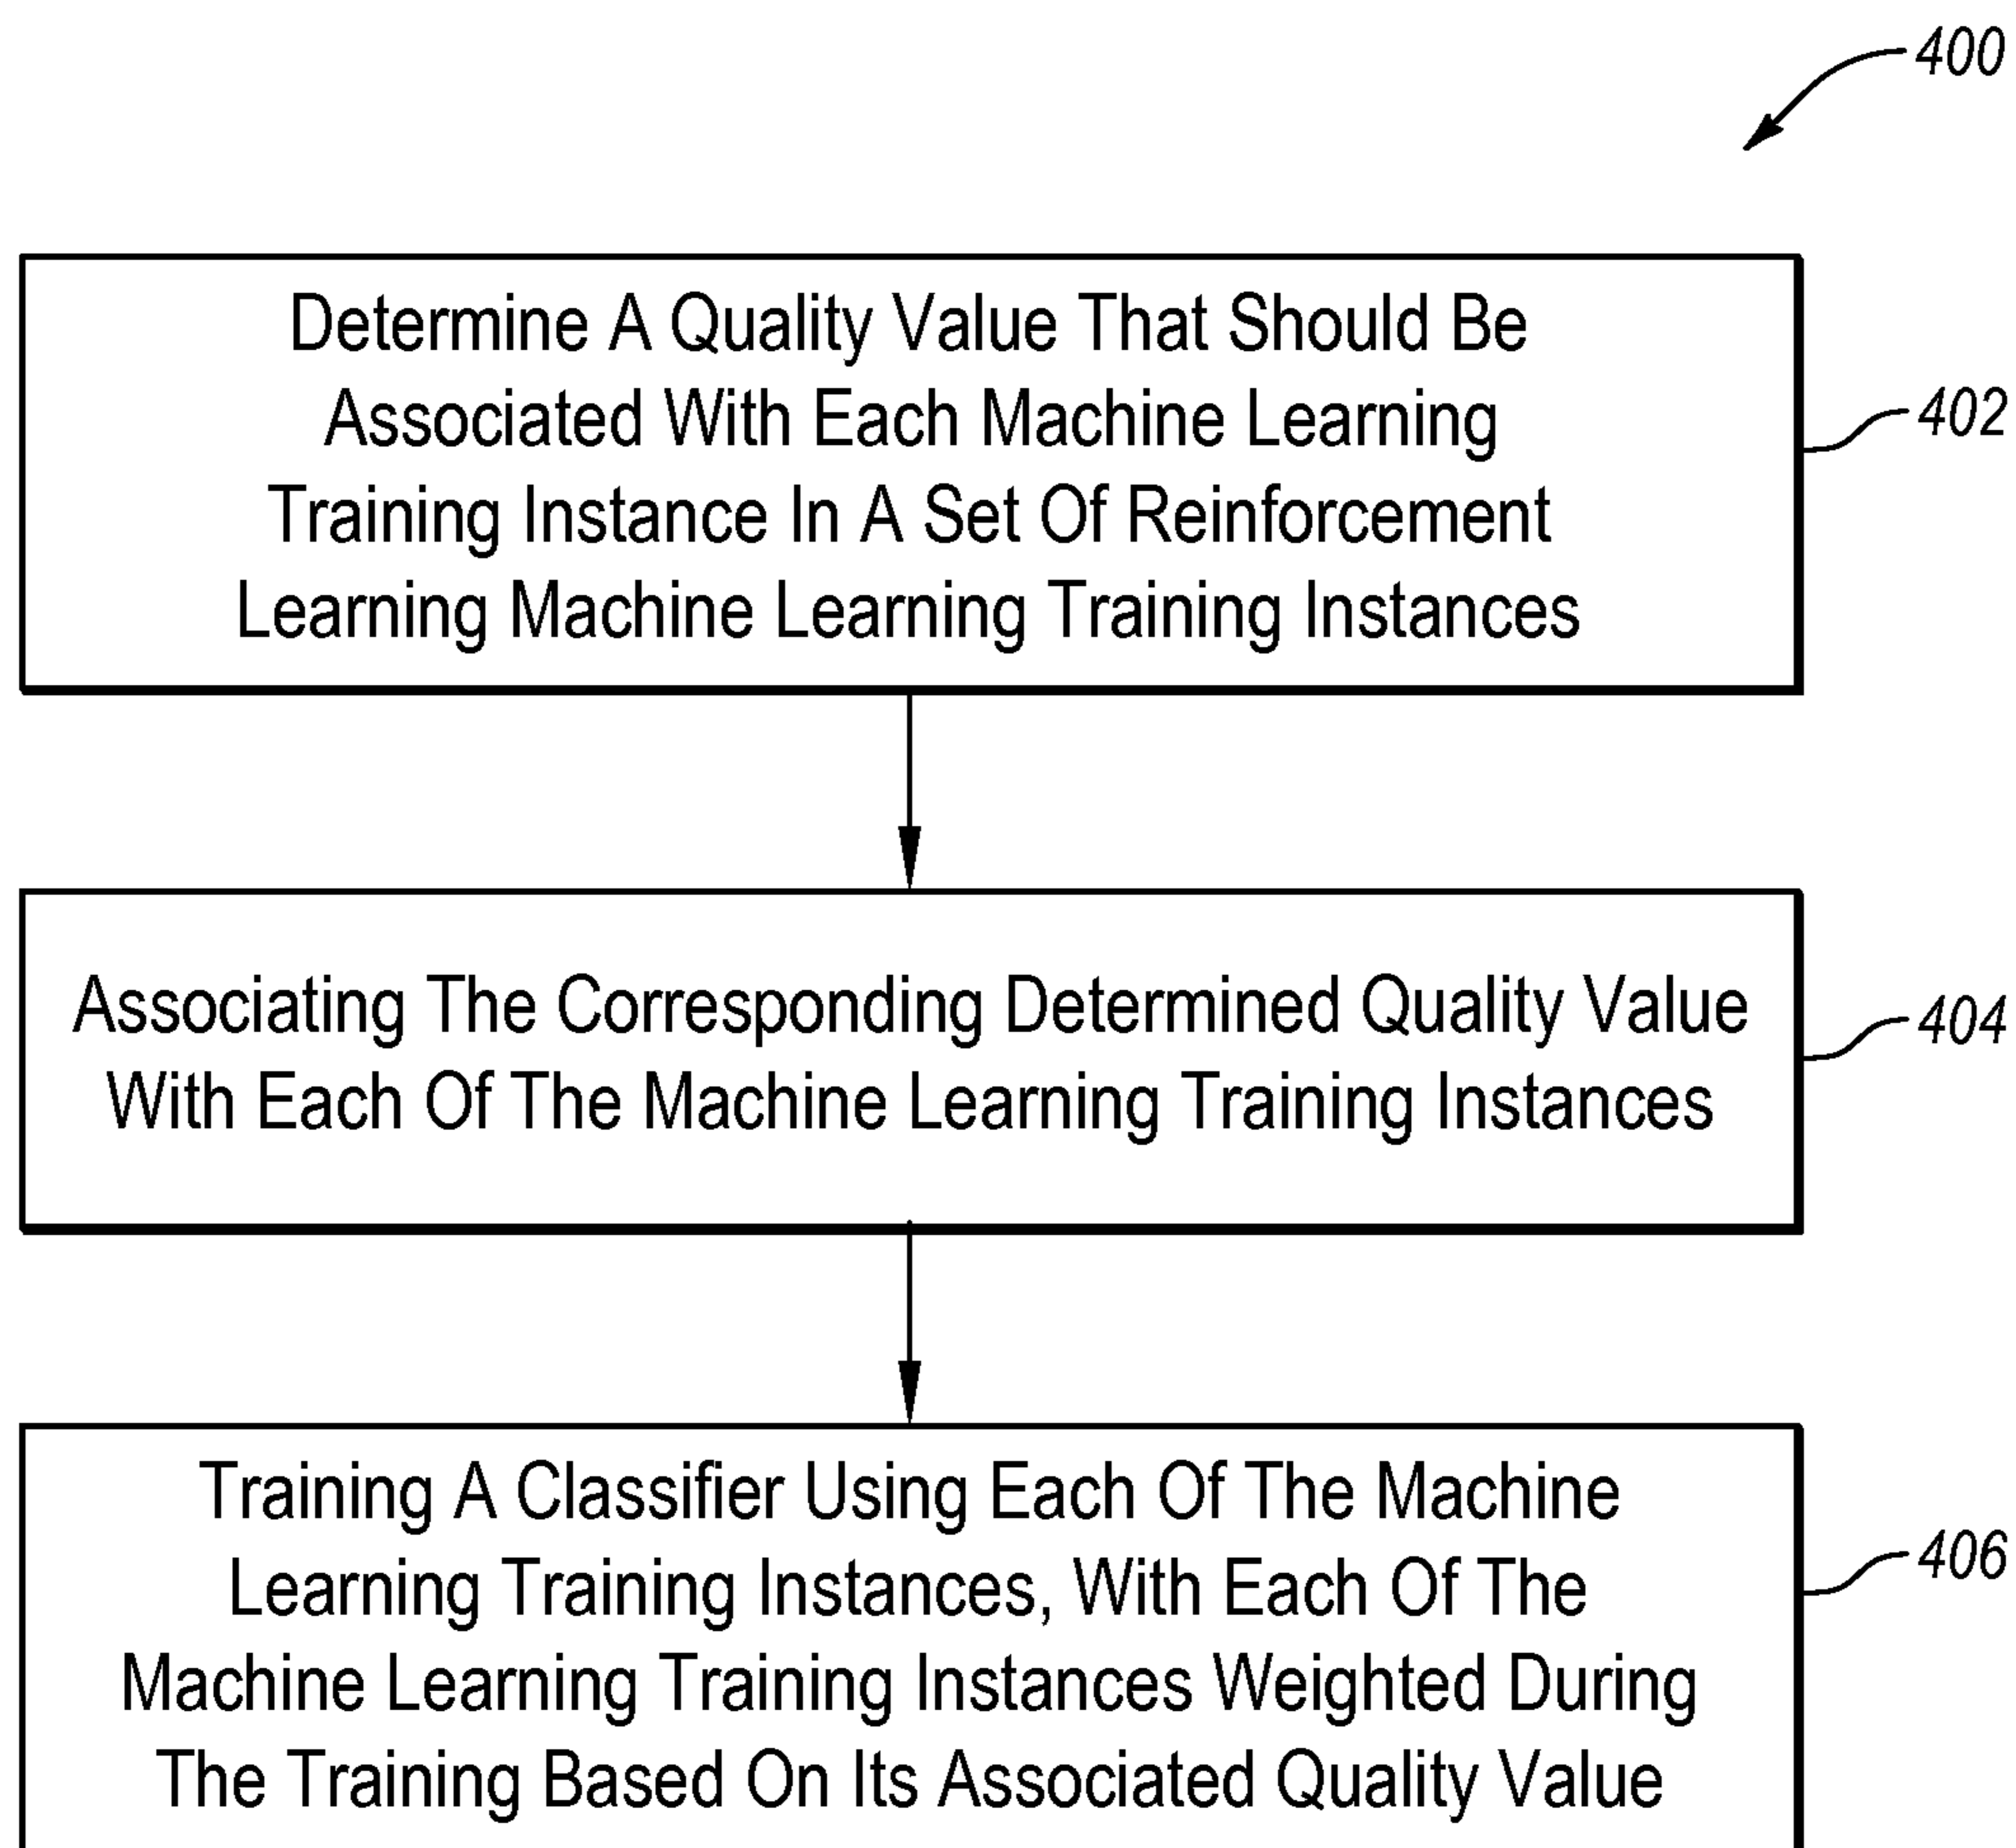 400
Determine A Quality Value That Should Be
Associated With Each Machine Learning
Training Instance In A Set Of Reinforcement
Learning Machine Learning Training Instances
402
Associating The Corresponding Determined Quality Value
With Each Of The Machine Learning Training Instances
404
Training A Classifier Using Each Of The Machine
Learning Training Instances, With Each Of The
Machine Learning Training Instances Weighted During
The Training Based On Its Associated Quality Value
406